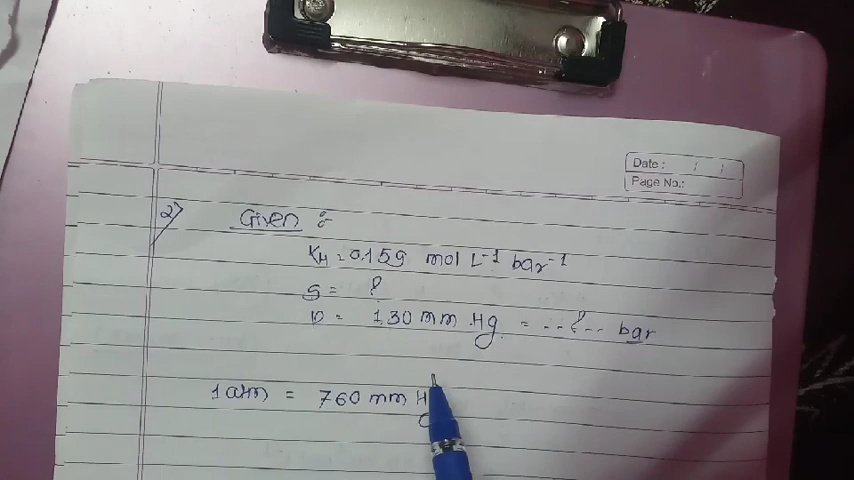 Date : / /
Page No.:
2)
Given :
KH = 0.159 mol L⁻¹ bar⁻¹
S = ?
P = 130 mm Hg = --?-- bar
1 atm = 760 mm Hg